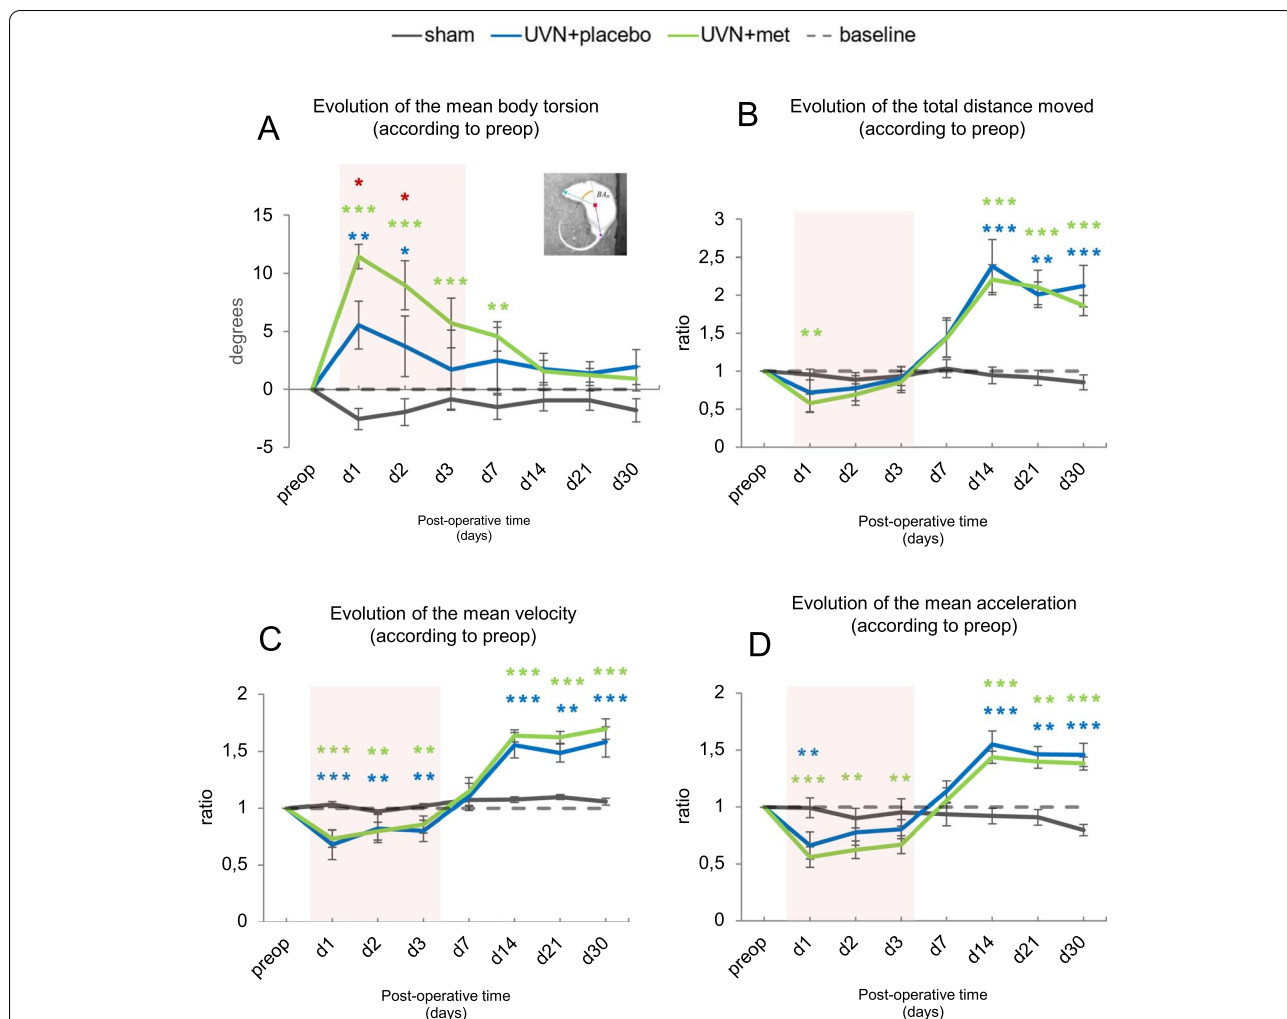 sham UVN+placebo UVN+met baseline
A
Evolution of the mean body torsion
(according to preop)
*
*
***
***
**
*
***
**
BAn
degrees
15
10
5
0
-5
preop d1 d2 d3 d7 d14 d21 d30
Post-operative time
(days)
B
Evolution of the total distance moved
(according to preop)
**
***
***
***
**
***
***
ratio
3
2,5
2
1,5
1
0,5
0
preop d1 d2 d3 d7 d14 d21 d30
Post-operative time
(days)
C
Evolution of the mean velocity
(according to preop)
*** ** **
*** ** **
*** *** ***
*** ** ***
ratio
2
1,5
1
0,5
0
preop d1 d2 d3 d7 d14 d21 d30
Post-operative time
(days)
D
Evolution of the mean acceleration
(according to preop)
**
*** ** **
*** ** ***
*** ** ***
ratio
2
1,5
1
0,5
0
preop d1 d2 d3 d7 d14 d21 d30
Post-operative time
(days)